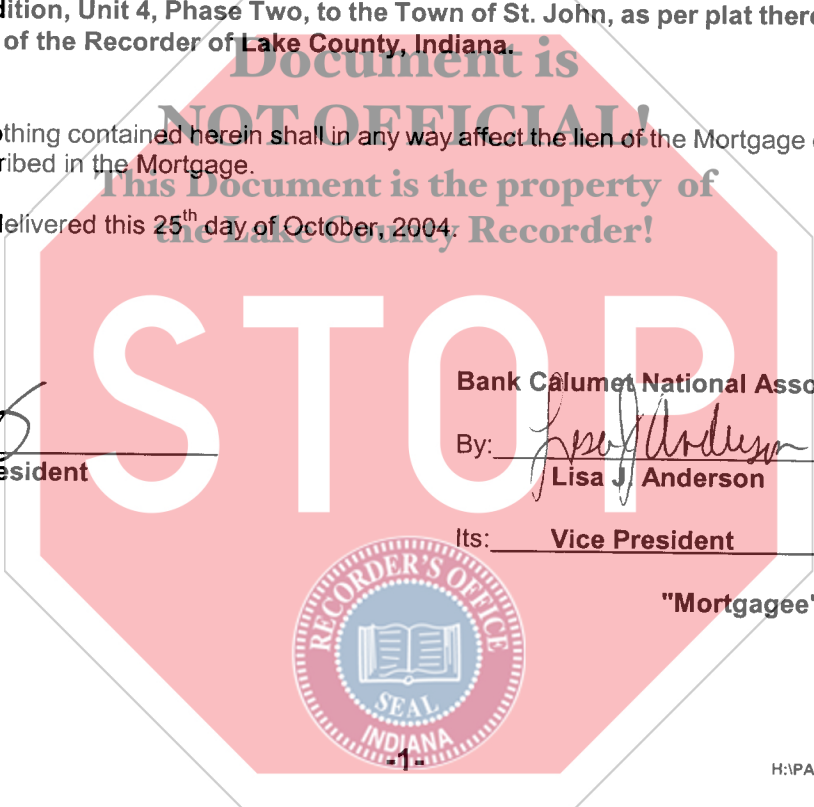 dition, Unit 4, Phase Two, to the Town of St. John, as per plat there
of the Recorder of Lake County, Indiana.
Document is
NOT OFFICIAL!
othing contained herein shall in any way affect the lien of the Mortgage
ribed in the Mortgage.
This Document is the property of
the Lake County Recorder!
delivered this 25th day of October, 2004.
STOP
Bank Calumet National Asso
By: Lisa J Anderson
esident
Lisa J. Anderson
Its: Vice President
"Mortgagee"
RECORDER'S OFFICE
SEAL
INDIANA
-1-
H:\PA